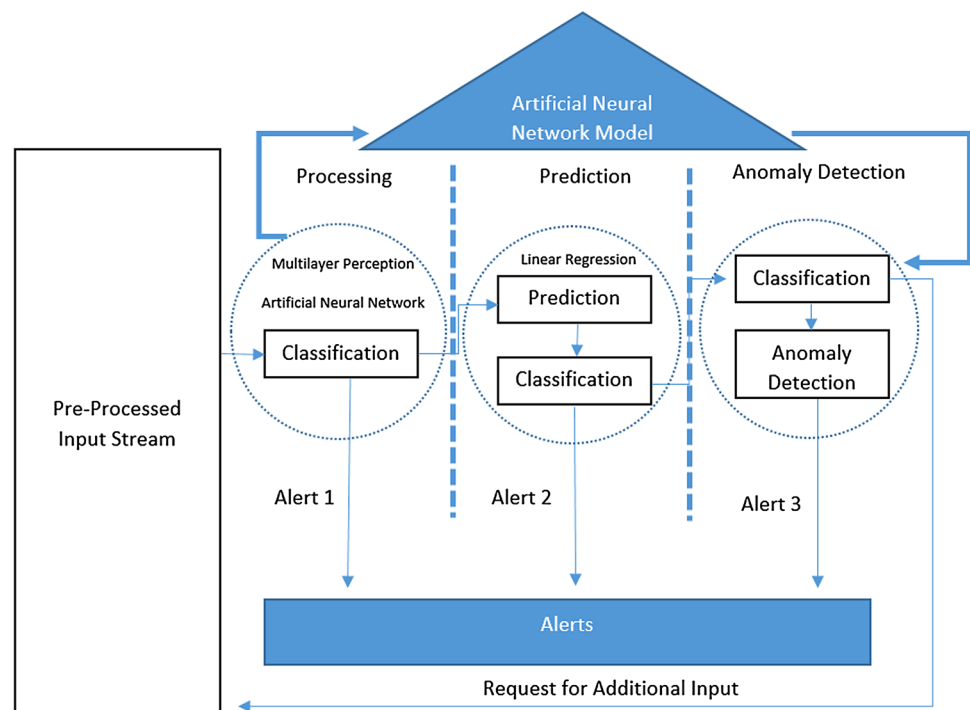 Artificial Neural
Network Model
Processing
Prediction
Anomaly Detection
Multilayer Perception
Artificial Neural Network
Classification
Linear Regression
Prediction
Classification
Classification
Anomaly
Detection
Pre-Processed
Input Stream
Alert 1
Alert 2
Alert 3
Alerts
Request for Additional Input